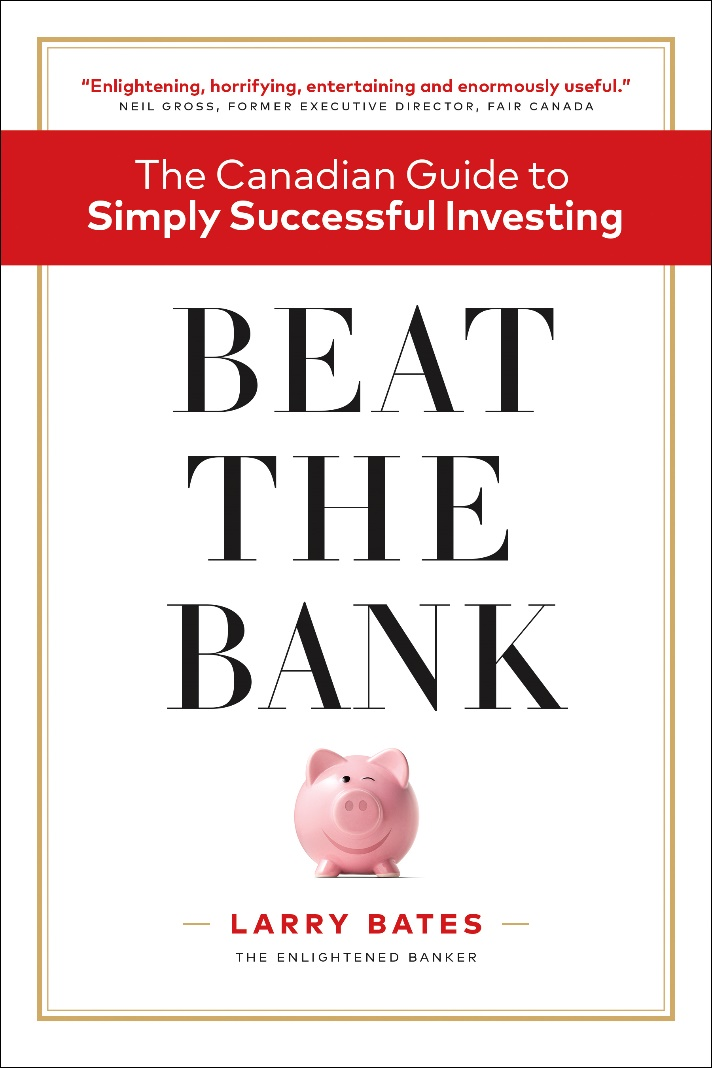 “Enlightening, horrifying, entertaining and enormously useful.”
NEIL GROSS, FORMER EXECUTIVE DIRECTOR, FAIR CANADA
The Canadian Guide to
Simply Successful Investing
BEAT
THE
BANK
LARRY BATES
THE ENLIGHTENED BANKER